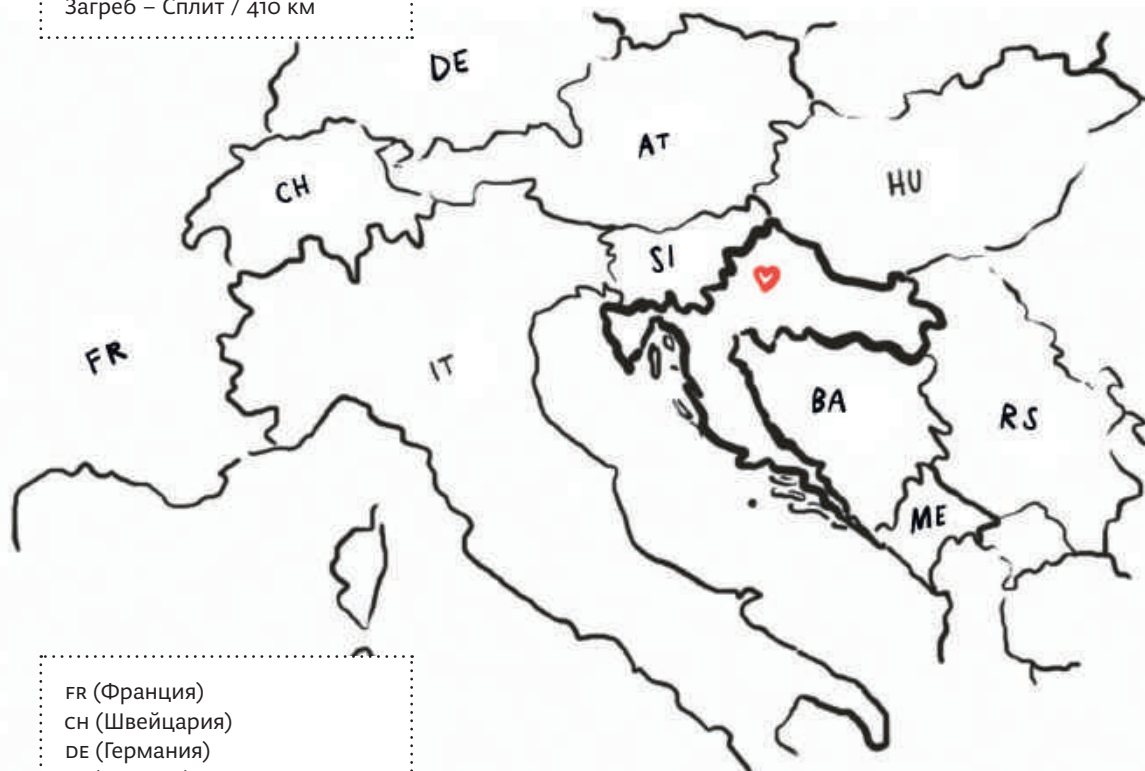 Загреб – Сплит / 410 км
DE
AT
CH
HU
SI
FR
IT
BA
RS
ME
FR (Франция)
CH (Швейцария)
DE (Германия)